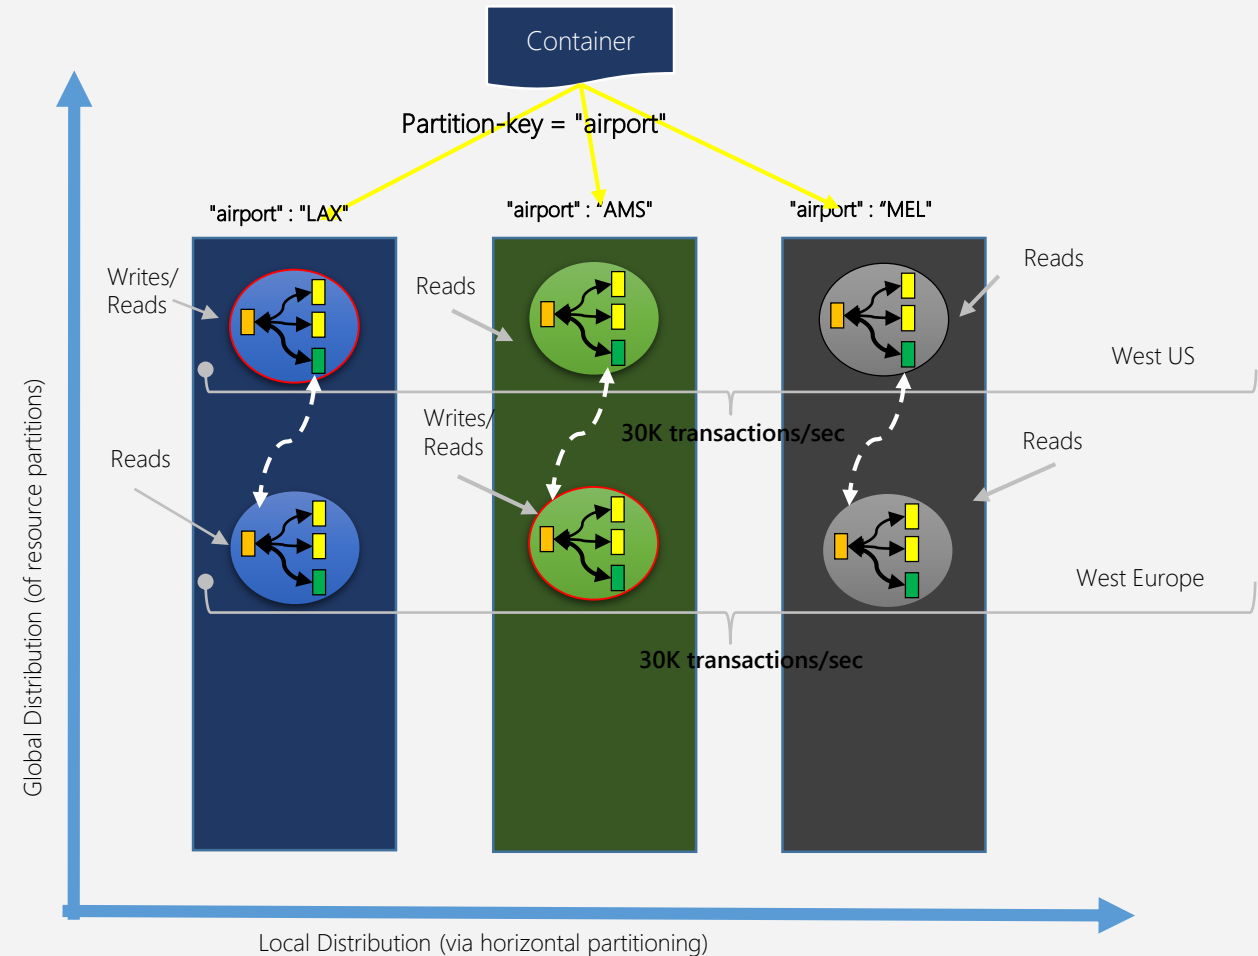 Container
Partition-key = "airport"
"airport" : "LAX"
"airport" : “AMS"
"airport" : “MEL"
Writes/
Reads
Reads
Reads
West US
30K transactions/sec
Reads
Writes/
Reads
Reads
West Europe
30K transactions/sec
Global Distribution (of resource partitions)
Local Distribution (via horizontal partitioning)